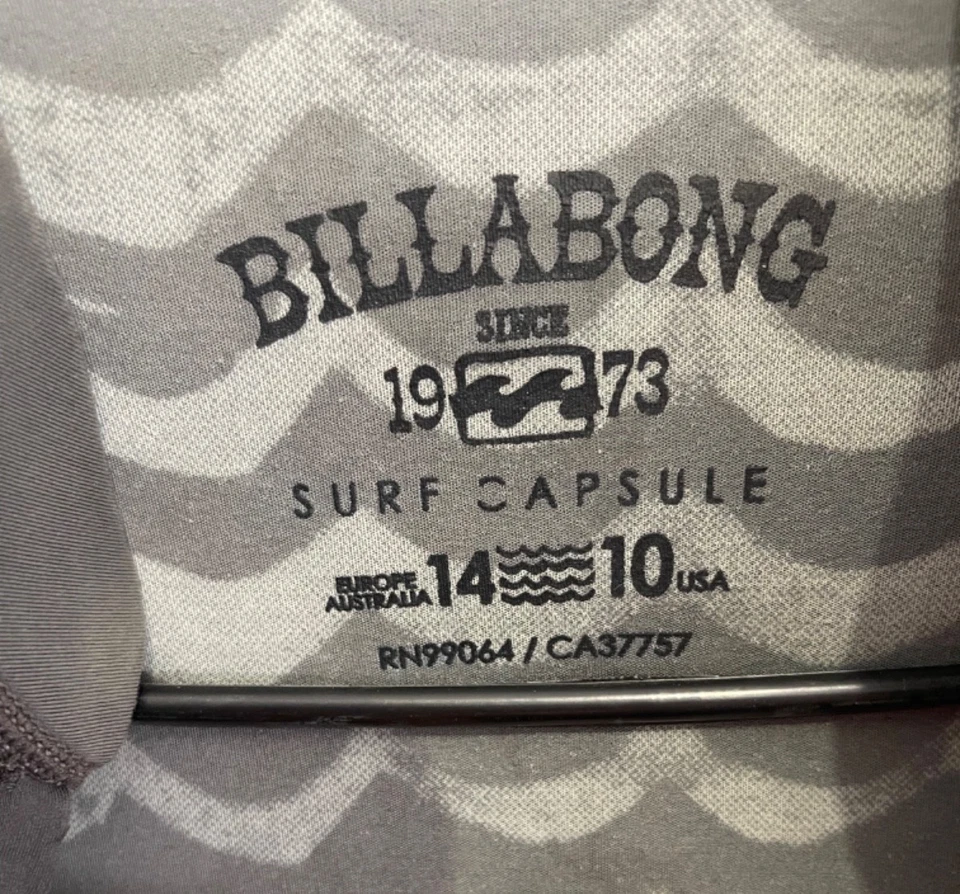 BILLABONG
SINCE
19 73
SURF CAPSULE
EUROPE
AUSTRALIA 14 10 USA
RN99064 / CA37757